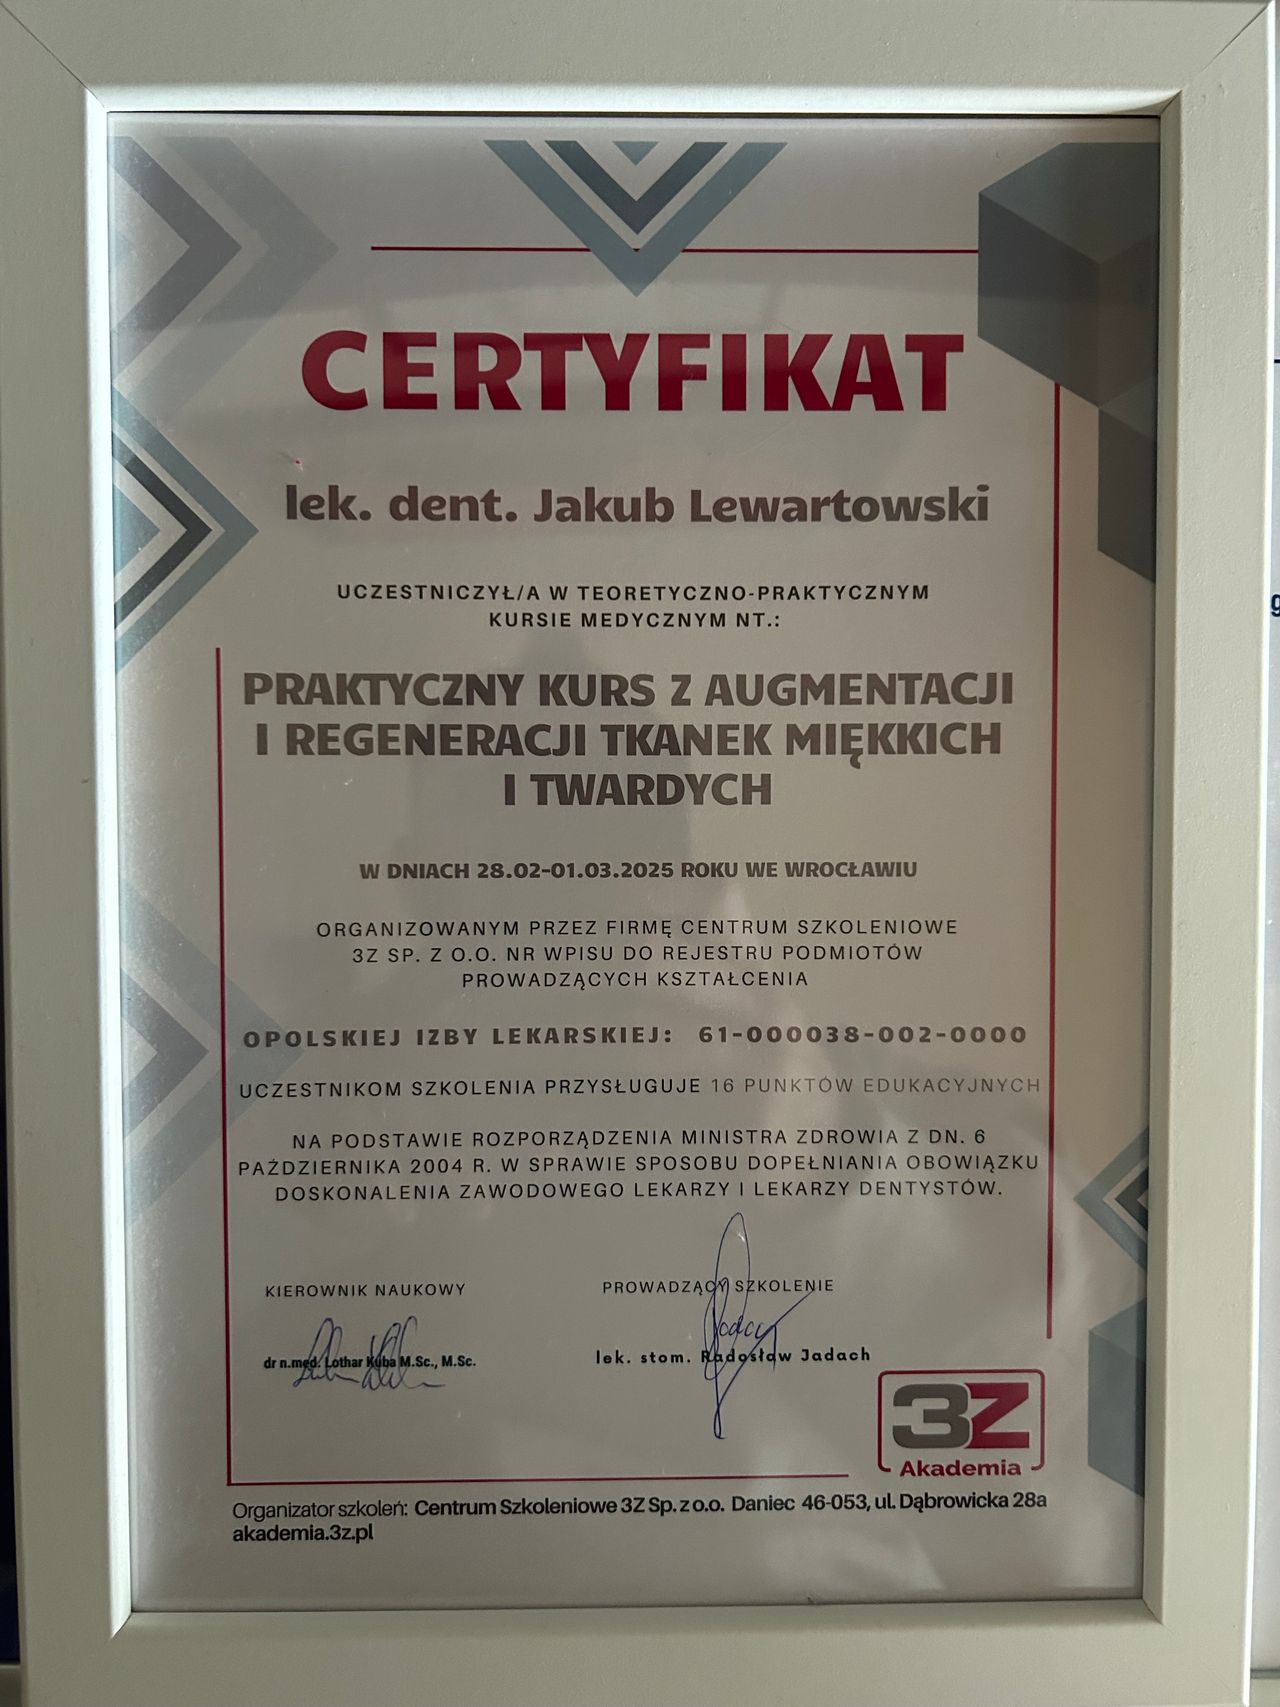 CERTYFIKAT
lek. dent. Jakub Lewartowski
UCZESTNICZYŁ/A W TEORETYCZNO-PRAKTYCZNYM
KURSIE MEDYCZNYM NT.:
PRAKTYCZNY KURS Z AUGMENTACJI
I REGENERACJI TKANEK MIĘKKICH
I TWARDYCH
W DNIACH 28.02-01.03.2025 ROKU WE WROCŁAWIU
ORGANIZOWANYM PRZEZ FIRMĘ CENTRUM SZKOLENIOWE
3Z SP. Z O.O. NR WPISU DO REJESTRU PODMIOTÓW
PROWADZĄCYCH KSZTAŁCENIA
OPOLSKIEJ IZBY LEKARSKIEJ: 61-000038-002-0000
UCZESTNIKOM SZKOLENIA PRZYSŁUGUJE 16 PUNKTÓW EDUKACYJNYCH
NA PODSTAWIE ROZPORZĄDZENIA MINISTRA ZDROWIA Z DN. 6
PAŹDZIERNIKA 2004 R. W SPRAWIE SPOSOBU DOPEŁNIANIA OBOWIĄZKU
DOSKONALENIA ZAWODOWEGO LEKARZY I LEKARZY DENTYSTÓW.
KIEROWNIK NAUKOWY
dr n.med. Lothar Kuba M.Sc., M.Sc.
PROWADZĄCY SZKOLENIE
lek. stom. Radosław Jadach
3Z
Akademia
Organizator szkoleń: Centrum Szkoleniowe 3Z Sp. z o.o. Daniec 46-053, ul. Dąbrowicka 28a
akademia.3z.pl